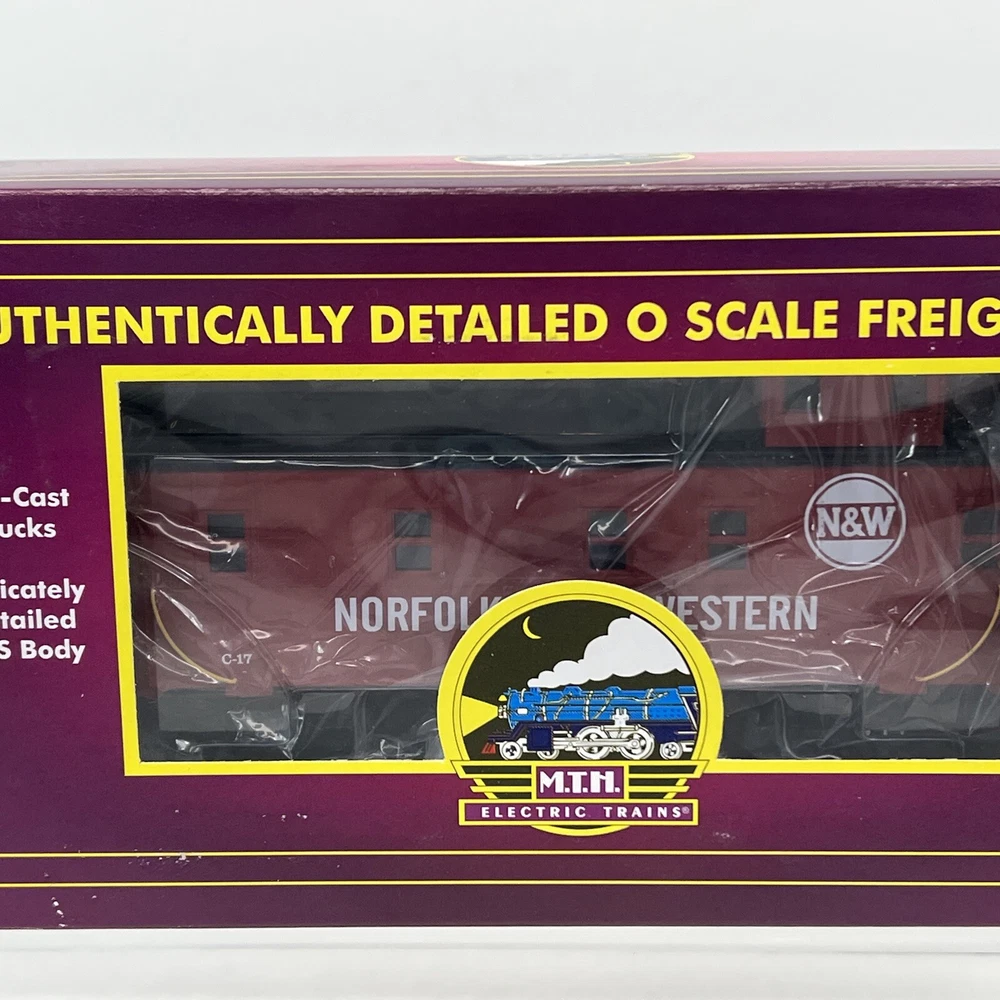 UTHENTICALLY DETAILED O SCALE FREIG
-Cast
ucks
icately
tailed
S Body
N&W
NORFOLK WESTERN
C-17
M.T.H.
ELECTRIC TRAINS®